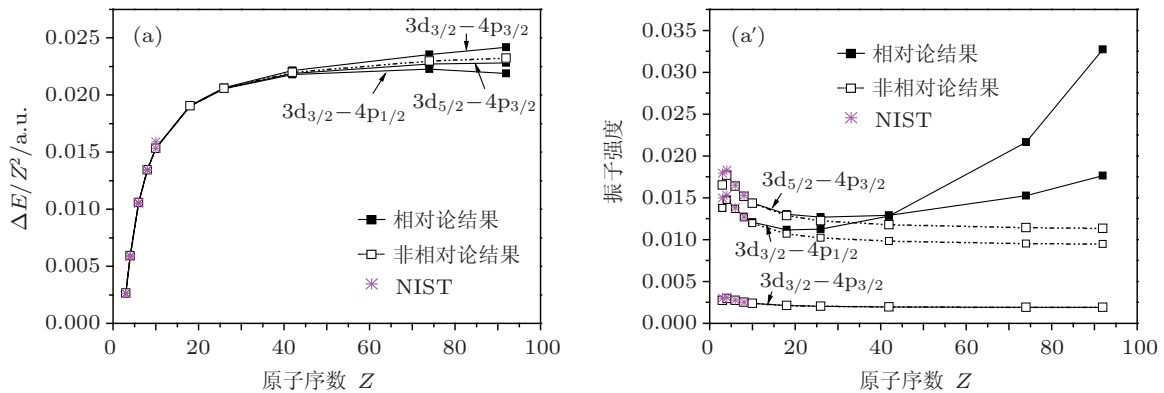 (a)
3d3/2−4p3/2
3d5/2−4p3/2
3d3/2−4p1/2
ΔE/Z²/a.u.
0.025
0.020
0.015
0.010
0.005
0.000
相对论结果
非相对论结果
NIST
0 20 40 60 80 100
原子序数 Z
(a′)
振子强度
0.035
0.030
0.025
0.020
0.015
0.010
0.005
0.000
相对论结果
非相对论结果
NIST
3d5/2−4p3/2
3d3/2−4p1/2
3d3/2−4p3/2
0 20 40 60 80 100
原子序数 Z